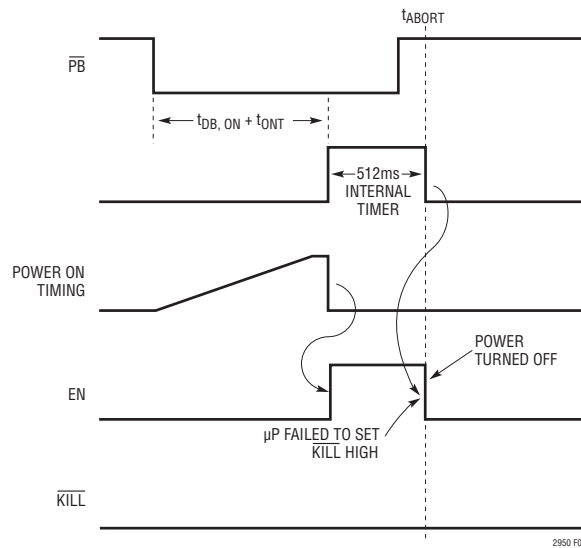 tABORT
PB
tDB, ON + tONT
512ms
INTERNAL
TIMER
POWER ON
TIMING
POWER
TURNED OFF
EN
µP FAILED TO SET
KILL HIGH
KILL
2950 F0